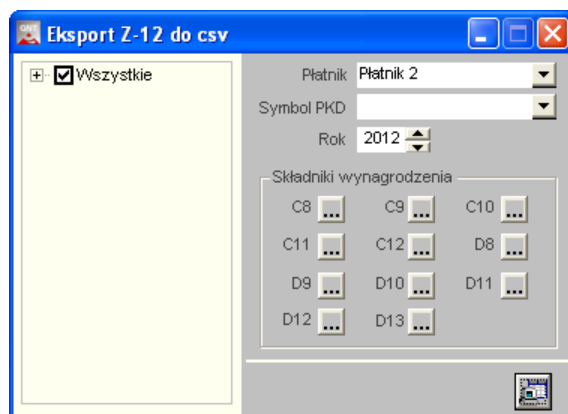 QNT Eksport Z-12 do csv
Wszystkie
Płatnik Płatnik 2
Symbol PKD
Rok 2012
Składniki wynagrodzenia
C8 ... C9 ... C10 ...
C11 ... C12 ... D8 ...
D9 ... D10 ... D11 ...
D12 ... D13 ...